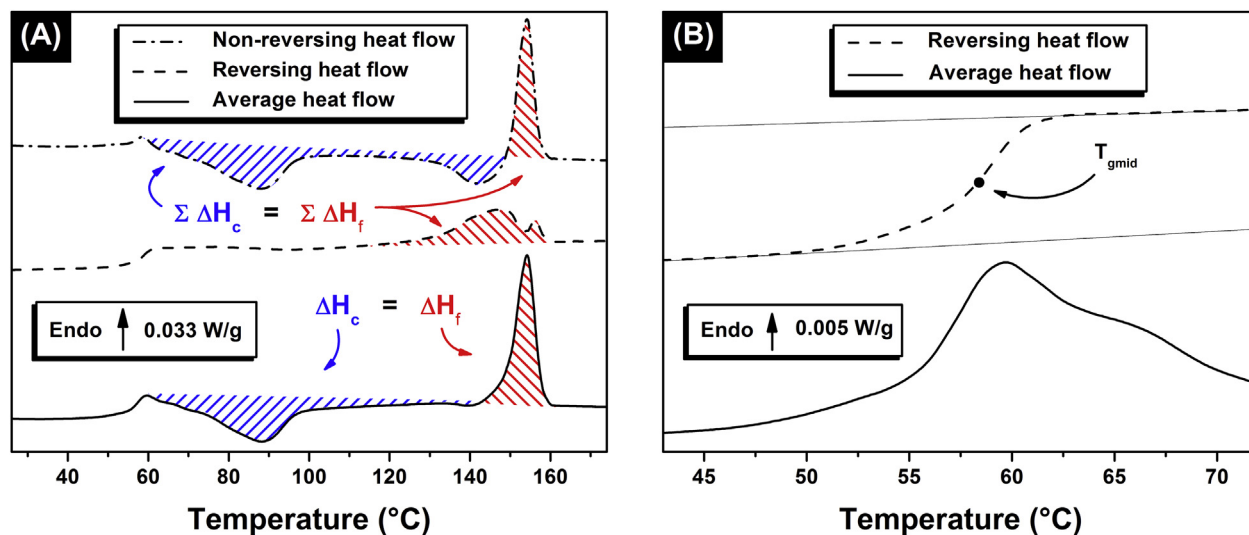 (A)
Non-reversing heat flow
Reversing heat flow
Average heat flow
Σ ΔHc = Σ ΔHf
ΔHc = ΔHf
Endo 0.033 W/g
40 60 80 100 120 140 160
Temperature (°C)
(B)
Reversing heat flow
Average heat flow
Tgmid
Endo 0.005 W/g
45 50 55 60 65 70
Temperature (°C)